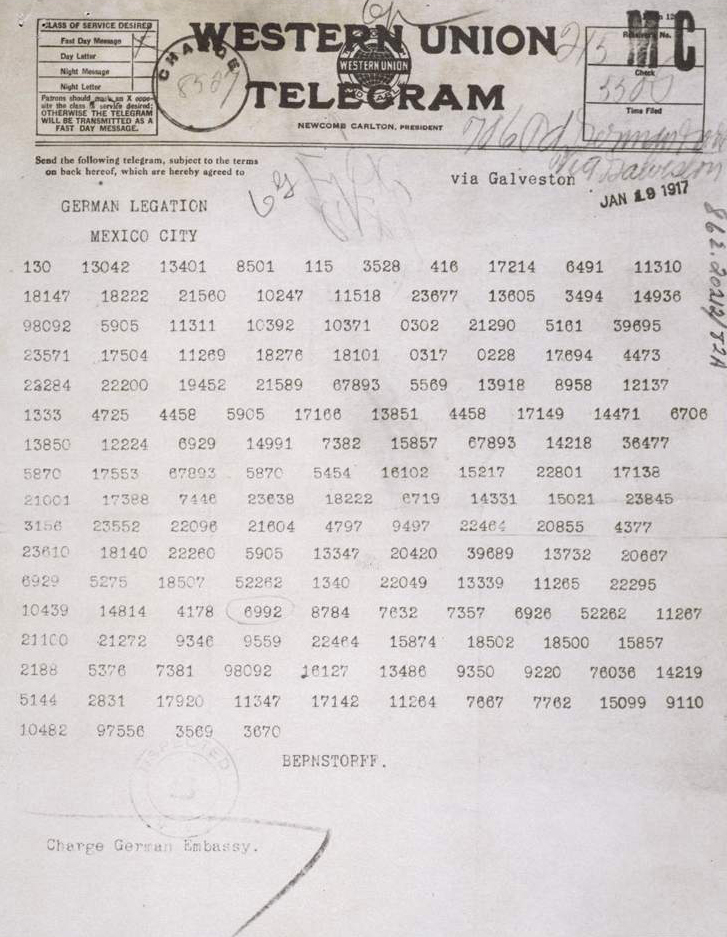 CLASS OF SERVICE DESIRED
Fast Day Message
Day Letter
Night Message
Night Letter
Patrons should mark an X oppo-
site the class of service desired;
OTHERWISE THE TELEGRAM
WILL BE TRANSMITTED AS A
FAST DAY MESSAGE.
CHARGE
WESTERN UNION
WESTERN UNION
TELEGRAM
NEWCOMB CARLTON, PRESIDENT
MC
Receiver's No.
Check
Time Filed
Send the following telegram, subject to the terms
on back hereof, which are hereby agreed to
via Galveston
JAN 19 1917
GERMAN LEGATION
MEXICO CITY
130 13042 13401 8501 115 3528 416 17214 6491 11310
18147 18222 21560 10247 11518 23677 13605 3494 14936
98092 5905 11311 10392 10371 0302 21290 5161 39695
23571 17504 11269 18276 18101 0317 0228 17694 4473
22284 22200 19452 21589 67893 5569 13918 8958 12137
1333 4725 4458 5905 17166 13851 4458 17149 14471 6706
13850 12224 6929 14991 7382 15857 67893 14218 36477
5870 17553 67893 5870 5454 16102 15217 22801 17138
21001 17388 7446 23638 18222 6719 14331 15021 23845
3156 23552 22096 21604 4797 9497 22464 20855 4377
23610 18140 22260 5905 13347 20420 39689 13732 20667
6929 5275 18507 52262 1340 22049 13339 11265 22295
10439 14814 4178 6992 8784 7632 7357 6926 52262 11267
21100 21272 9346 9559 22464 15874 18502 18500 15857
2188 5376 7381 98092 16127 13486 9350 9220 76036 14219
5144 2831 17920 11347 17142 11264 7667 7762 15099 9110
10482 97556 3569 3670
BERNSTORFF.
Charge German Embassy.